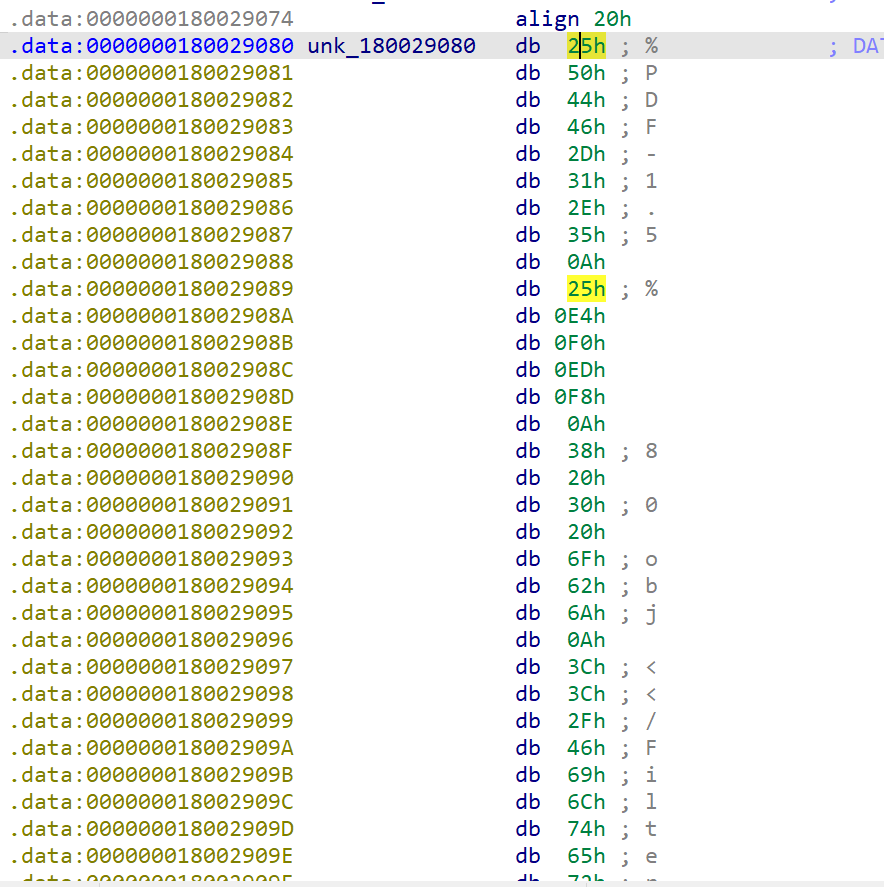 .data:0000000180029074                 align 20h
.data:0000000180029080 unk_180029080   db  25h ; %             ; DAT
.data:0000000180029081                 db  50h ; P
.data:0000000180029082                 db  44h ; D
.data:0000000180029083                 db  46h ; F
.data:0000000180029084                 db  2Dh ; -
.data:0000000180029085                 db  31h ; 1
.data:0000000180029086                 db  2Eh ; .
.data:0000000180029087                 db  35h ; 5
.data:0000000180029088                 db  0Ah
.data:0000000180029089                 db  25h ; %
.data:000000018002908A                 db 0E4h
.data:000000018002908B                 db 0F0h
.data:000000018002908C                 db 0EDh
.data:000000018002908D                 db 0F8h
.data:000000018002908E                 db  0Ah
.data:000000018002908F                 db  38h ; 8
.data:0000000180029090                 db  20h
.data:0000000180029091                 db  30h ; 0
.data:0000000180029092                 db  20h
.data:0000000180029093                 db  6Fh ; o
.data:0000000180029094                 db  62h ; b
.data:0000000180029095                 db  6Ah ; j
.data:0000000180029096                 db  0Ah
.data:0000000180029097                 db  3Ch ; <
.data:0000000180029098                 db  3Ch ; <
.data:0000000180029099                 db  2Fh ; /
.data:000000018002909A                 db  46h ; F
.data:000000018002909B                 db  69h ; i
.data:000000018002909C                 db  6Ch ; l
.data:000000018002909D                 db  74h ; t
.data:000000018002909E                 db  65h ; e